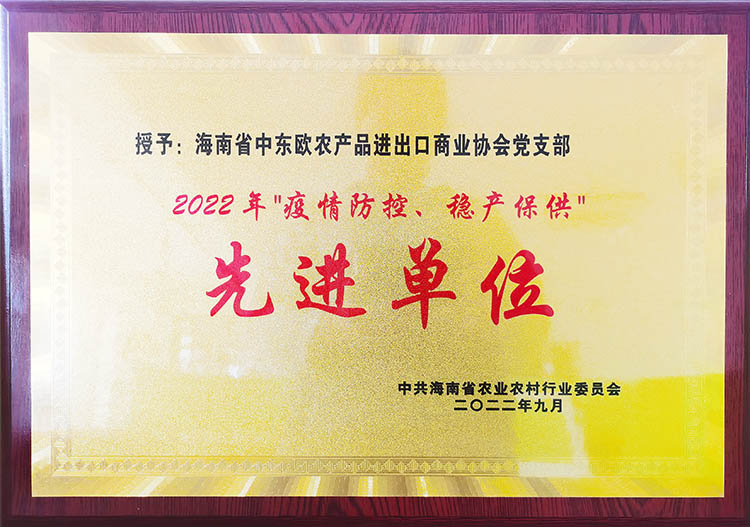 授予：海南省中东欧农产品进出口商业协会党支部
2022年"疫情防控、稳产保供"
先进单位
中共海南省农业农村行业委员会
二〇二二年九月